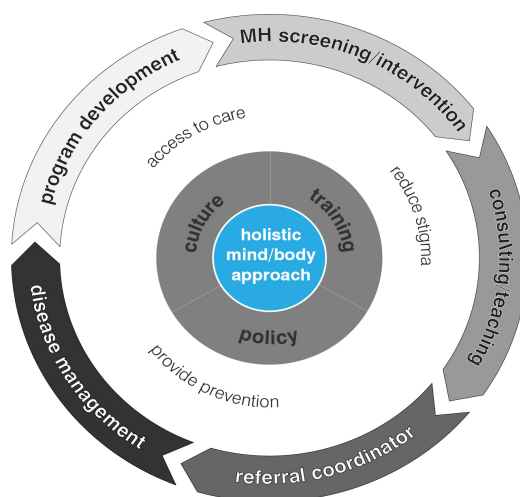 program development
MH screening/intervention
consulting/teaching
referral coordinator
disease management
access to care
reduce stigma
provide prevention
culture
training
policy
holistic
mind/body
approach